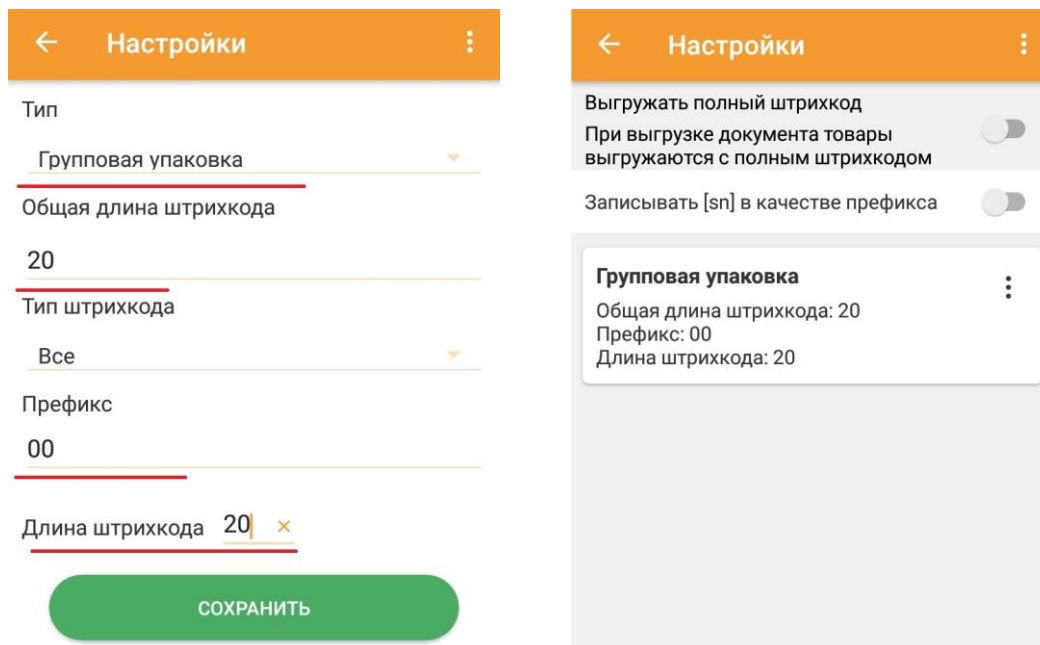 Настройки
Тип
Групповая упаковка
Общая длина штрихкода
20
Тип штрихкода
Все
Префикс
00
Длина штрихкода 20 ×
СОХРАНИТЬ
Настройки
Выгружать полный штрихкод
При выгрузке документа товары
выгружаются с полным штрихкодом
Записывать [sn] в качестве префикса
Групповая упаковка
Общая длина штрихкода: 20
Префикс: 00
Длина штрихкода: 20